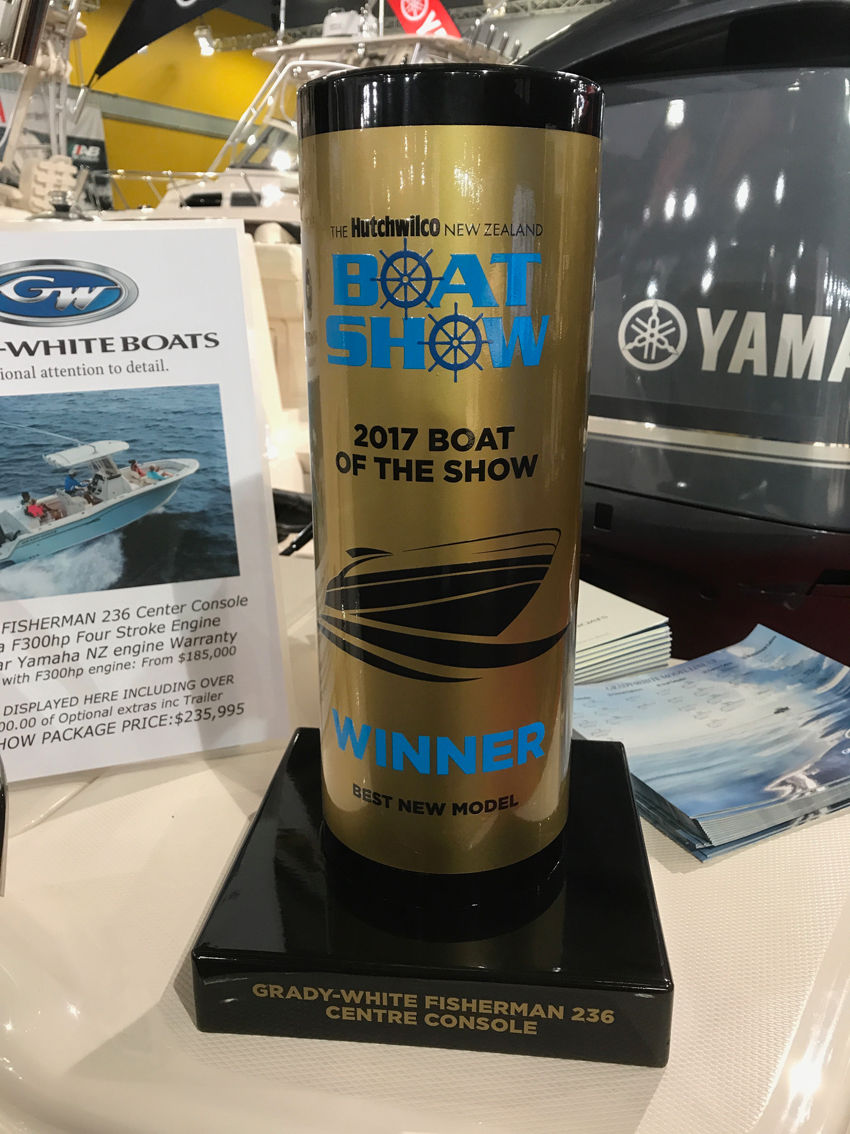 THE Hutchwilco NEW ZEALAND
BOAT
SHOW
2017 BOAT
OF THE SHOW
WINNER
BEST NEW MODEL
GRADY-WHITE FISHERMAN 236
CENTRE CONSOLE
GW
-WHITE BOATS
ional attention to detail.
FISHERMAN 236 Center Console
a F300hp Four Stroke Engine
ar Yamaha NZ engine Warranty
with F300hp engine: From $185,000
DISPLAYED HERE INCLUDING OVER
00.00 of Optional extras inc Trailer
HOW PACKAGE PRICE:$235,995
YAMA